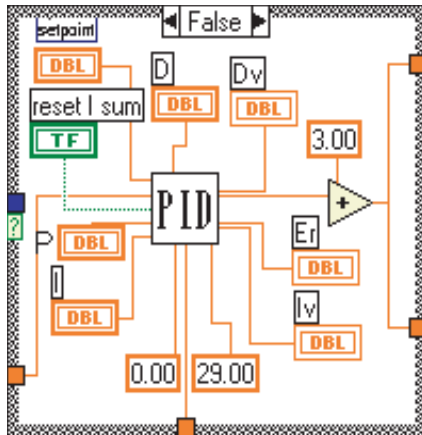 False
setpoint
DBL
D
Dv
DBL
DBL
reset I sum
TF
3.00
PID
+
?
P
DBL
Er
DBL
I
DBL
Iv
DBL
0.00
29.00